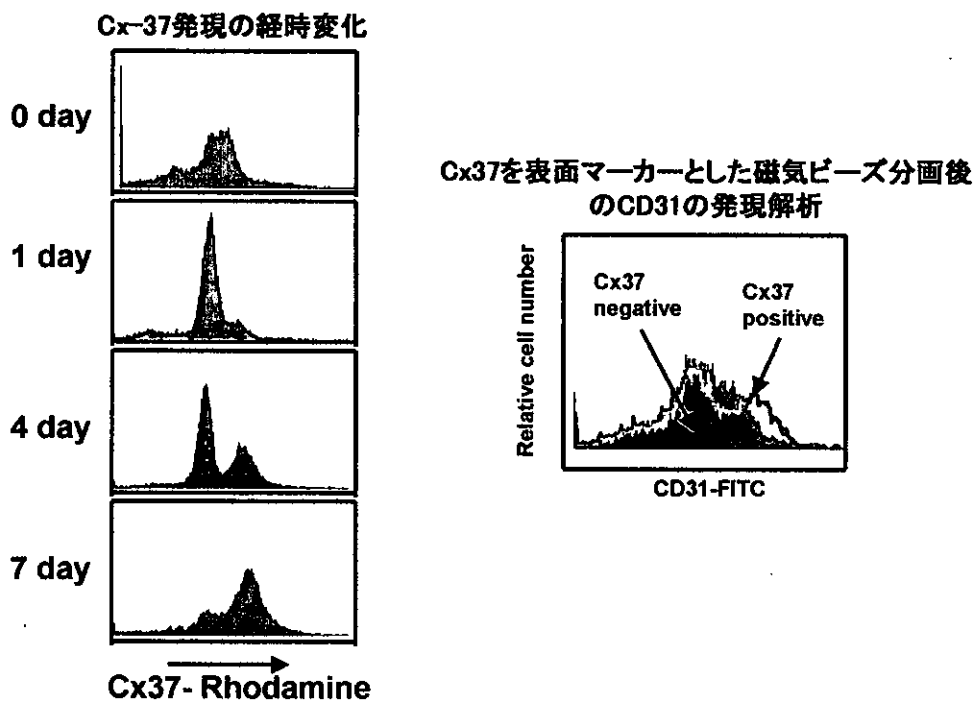 Cx-37発現の経時変化
0 day
1 day
4 day
7 day
Cx37- Rhodamine
Cx37を表面マーカーとした磁気ビーズ分画後
のCD31の発現解析
Relative cell number
Cx37
negative
Cx37
positive
CD31-FITC